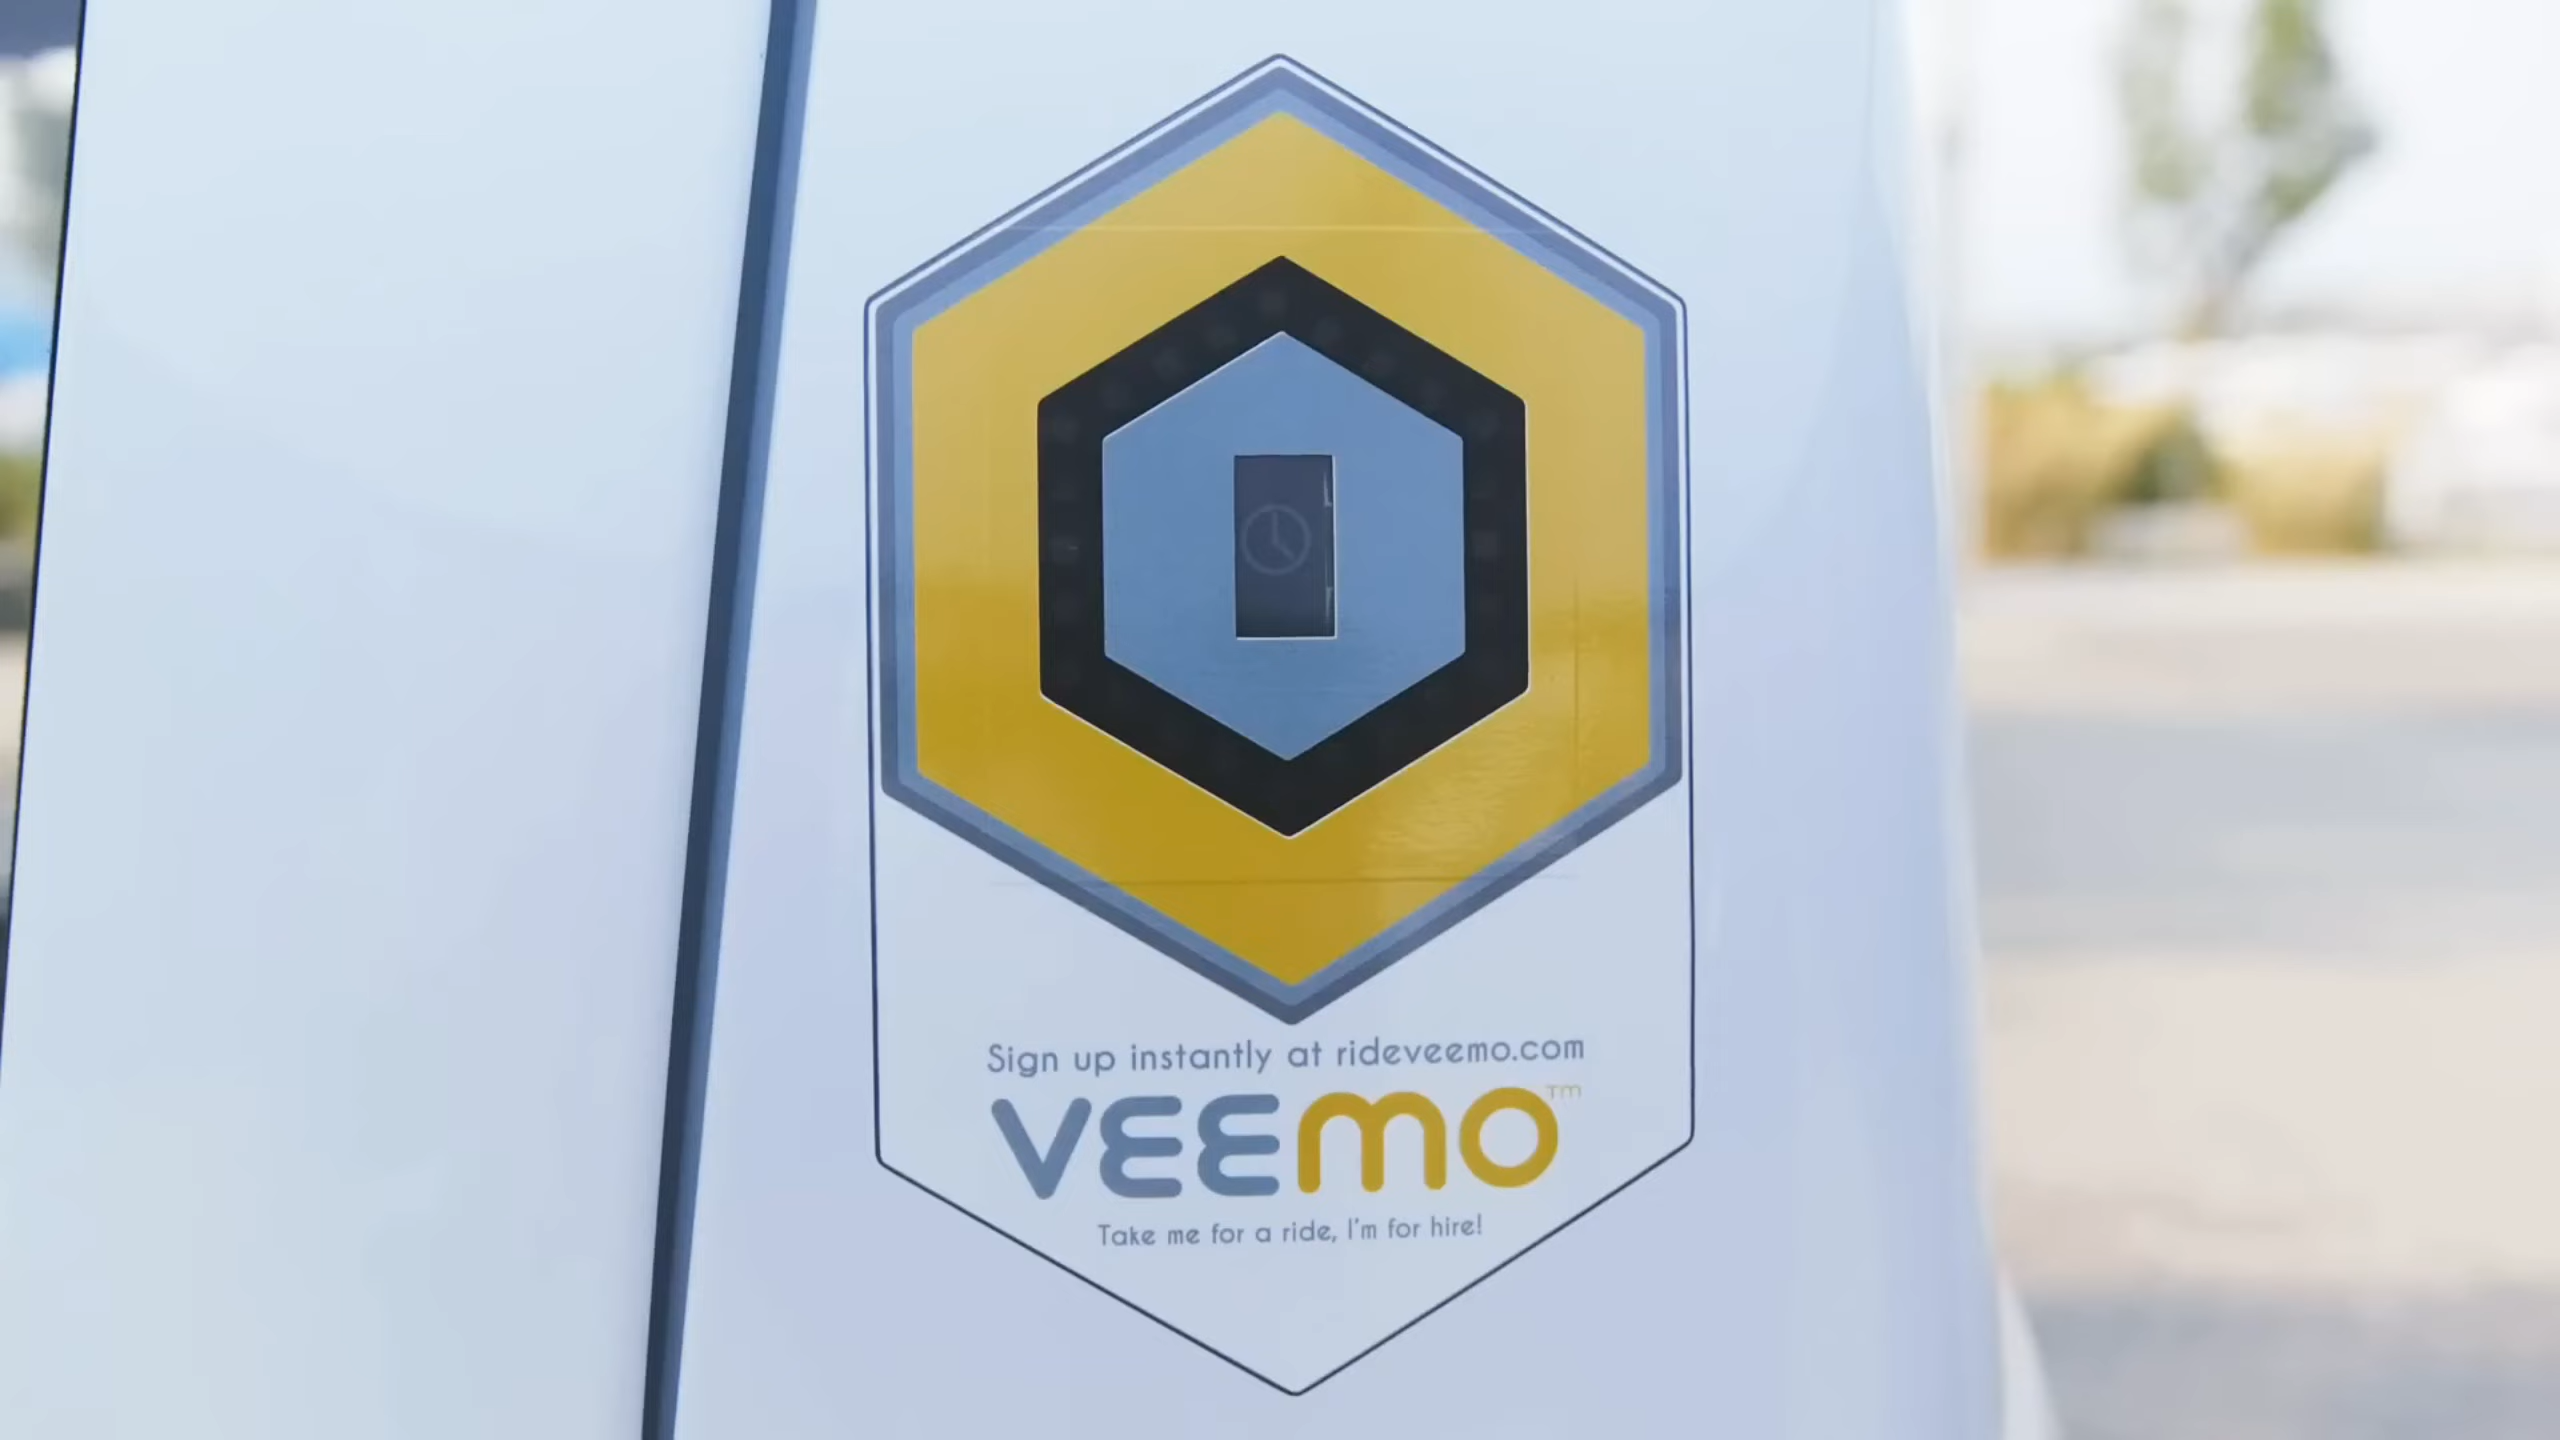 Sign up instantly at rideveemo.com
VEEMO™
Take me for a ride, I'm for hire!